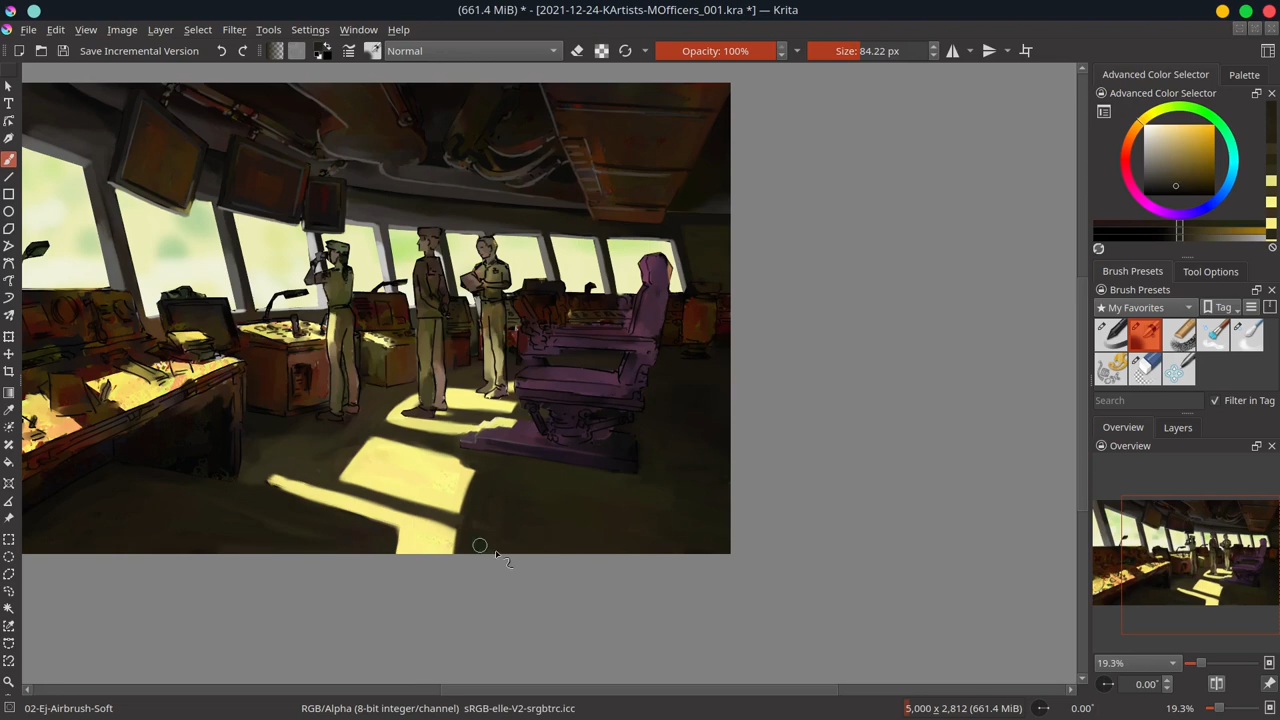 (661.4 MiB) * - [2021-12-24-KArtists-MOfficers_001.kra *] — Krita
File Edit View Image Layer Select Filter Tools Settings Window Help
Save Incremental Version Normal Opacity: 100% Size: 84.22 px
Advanced Color Selector Palette
Advanced Color Selector
Brush Presets Tool Options
Brush Presets
★ My Favorites Tag
Search Filter in Tag
Overview Layers
Overview
19.3%
0.00°
02-Ej-Airbrush-Soft RGB/Alpha (8-bit integer/channel) sRGB-elle-V2-srgbtrc.icc 5,000 x 2,812 (661.4 MiB) 0.00° 19.3%